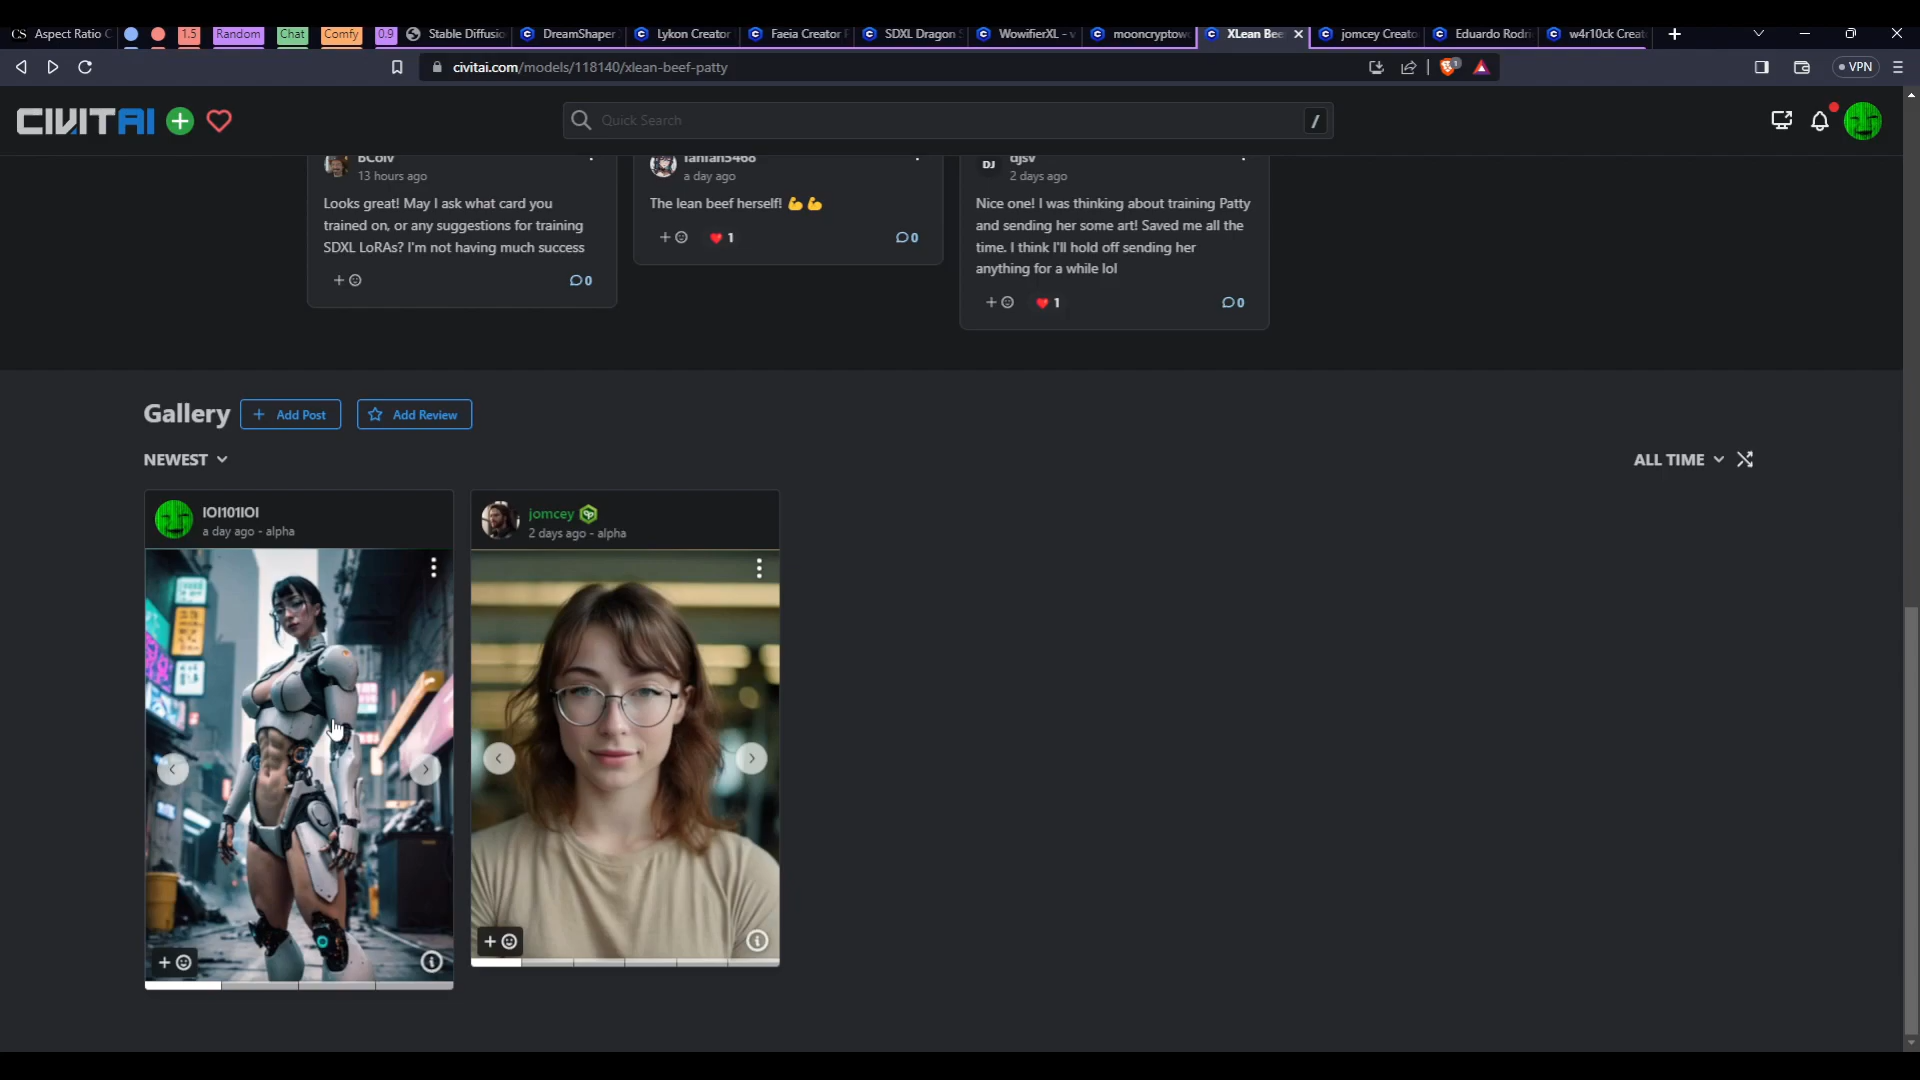 CS Aspect Ratio
1.5
Random
Chat
Comfy
0.9
Stable Diffusio
DreamShaper
Lykon Creator
Faeia Creator
SDXL Dragon
WowifierXL - v
mooncryptow
XLean Bee
jomcey Creato
Eduardo Rodri
w4r10ck Creat
civitai.com/models/118140/xlean-beef-patty
VPN
CIVITAI
Quick Search
/
BColv
13 hours ago
Looks great! May I ask what card you
trained on, or any suggestions for training
SDXL LoRAs? I'm not having much success
0
a day ago
The lean beef herself! 💪💪
1
0
DJ
djsv
2 days ago
Nice one! I was thinking about training Patty
and sending her some art! Saved me all the
time. I think I'll hold off sending her
anything for a while lol
1
0
Gallery
+ Add Post
Add Review
NEWEST
ALL TIME
IOI101IOI
a day ago - alpha
jomcey
2 days ago - alpha